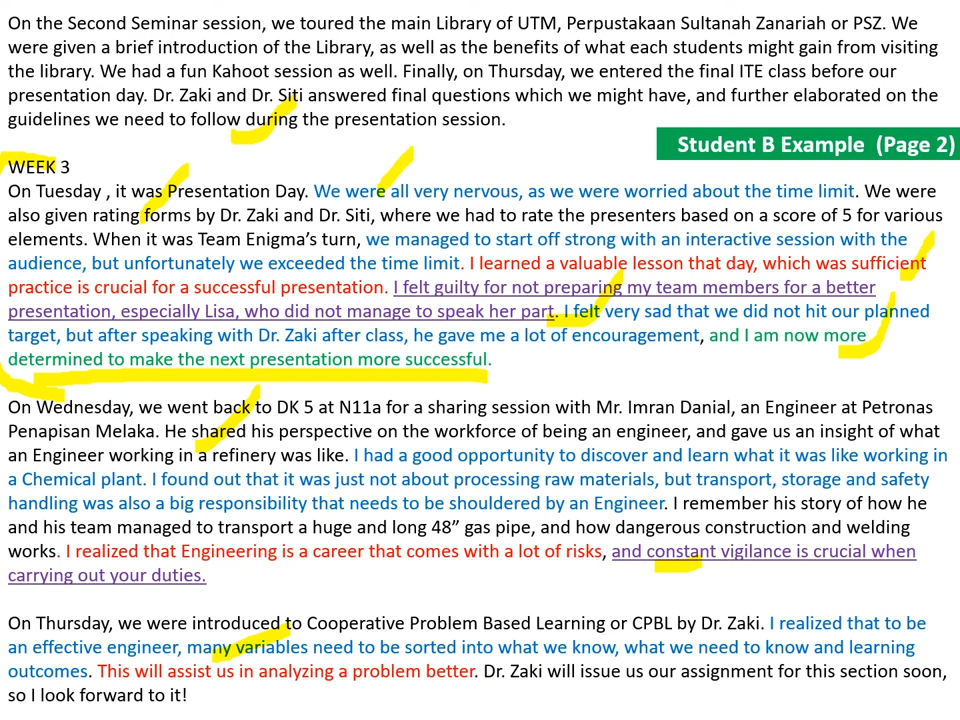 On the Second Seminar session, we toured the main Library of UTM, Perpustakaan Sultanah Zanariah or PSZ. We
were given a brief introduction of the Library, as well as the benefits of what each students might gain from visiting
the library. We had a fun Kahoot session as well. Finally, on Thursday, we entered the final ITE class before our
presentation day. Dr. Zaki and Dr. Siti answered final questions which we might have, and further elaborated on the
guidelines we need to follow during the presentation session.
Student B Example (Page 2)
WEEK 3
On Tuesday , it was Presentation Day. We were all very nervous, as we were worried about the time limit. We were
also given rating forms by Dr. Zaki and Dr. Siti, where we had to rate the presenters based on a score of 5 for various
elements. When it was Team Enigma’s turn, we managed to start off strong with an interactive session with the
audience, but unfortunately we exceeded the time limit. I learned a valuable lesson that day, which was sufficient
practice is crucial for a successful presentation. I felt guilty for not preparing my team members for a better
presentation, especially Lisa, who did not manage to speak her part. I felt very sad that we did not hit our planned
target, but after speaking with Dr. Zaki after class, he gave me a lot of encouragement, and I am now more
determined to make the next presentation more successful.
On Wednesday, we went back to DK 5 at N11a for a sharing session with Mr. Imran Danial, an Engineer at Petronas
Penapisan Melaka. He shared his perspective on the workforce of being an engineer, and gave us an insight of what
an Engineer working in a refinery was like. I had a good opportunity to discover and learn what it was like working in
a Chemical plant. I found out that it was just not about processing raw materials, but transport, storage and safety
handling was also a big responsibility that needs to be shouldered by an Engineer. I remember his story of how he
and his team managed to transport a huge and long 48” gas pipe, and how dangerous construction and welding
works. I realized that Engineering is a career that comes with a lot of risks, and constant vigilance is crucial when
carrying out your duties.
On Thursday, we were introduced to Cooperative Problem Based Learning or CPBL by Dr. Zaki. I realized that to be
an effective engineer, many variables need to be sorted into what we know, what we need to know and learning
outcomes. This will assist us in analyzing a problem better. Dr. Zaki will issue us our assignment for this section soon,
so I look forward to it!